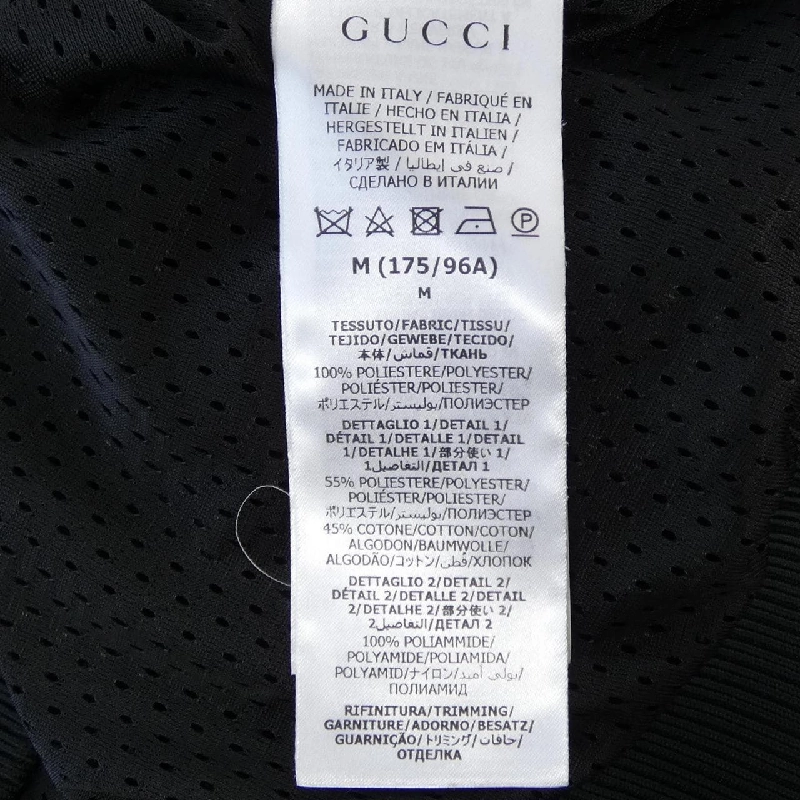 GUCCI
MADE IN ITALY / FABRIQUÉ EN
ITALIE / HECHO EN ITALIA /
HERGESTELLT IN ITALIEN /
FABRICADO EM ITÁLIA /
イタリア製 / صنع في ايطاليا /
СДЕЛАНО В ИТАЛИИ
P
M (175/96A)
M
TESSUTO/FABRIC/TISSU/
TEJIDO/GEWEBE/TECIDO/
本体/قماش/ТКАНЬ
100% POLIESTERE/POLYESTER/
POLIÉSTER/POLIESTER/
ポリエステル/بوليستر/ПОЛИЭСТЕР
DETTAGLIO 1/DETAIL 1/
DÉTAIL 1/DETALLE 1/DETAIL
1/DETALHE 1/部分使い 1/
التفاصيل1/ДЕТАЛ 1
55% POLIESTERE/POLYESTER/
POLIÉSTER/POLIESTER/
ポリエステル/بوليستر/ПОЛИЭСТЕР
45% COTONE/COTTON/COTON/
ALGODON/BAUMWOLLE/
ALGODÃO/コットン/قطن/ХЛОПОК
DETTAGLIO 2/DETAIL 2/
DÉTAIL 2/DETALLE 2/DETAIL
2/DETALHE 2/部分使い 2/
التفاصيل2/ДЕТАЛ 2
100% POLIAMMIDE/
POLYAMIDE/POLIAMIDA/
POLYAMID/ナイロン/بولي أميد/
ПОЛИАМИД
RIFINITURA/TRIMMING/
GARNITURE/ADORNO/BESATZ/
GUARNIÇÃO/トリミング/حافات/
ОТДЕЛКА